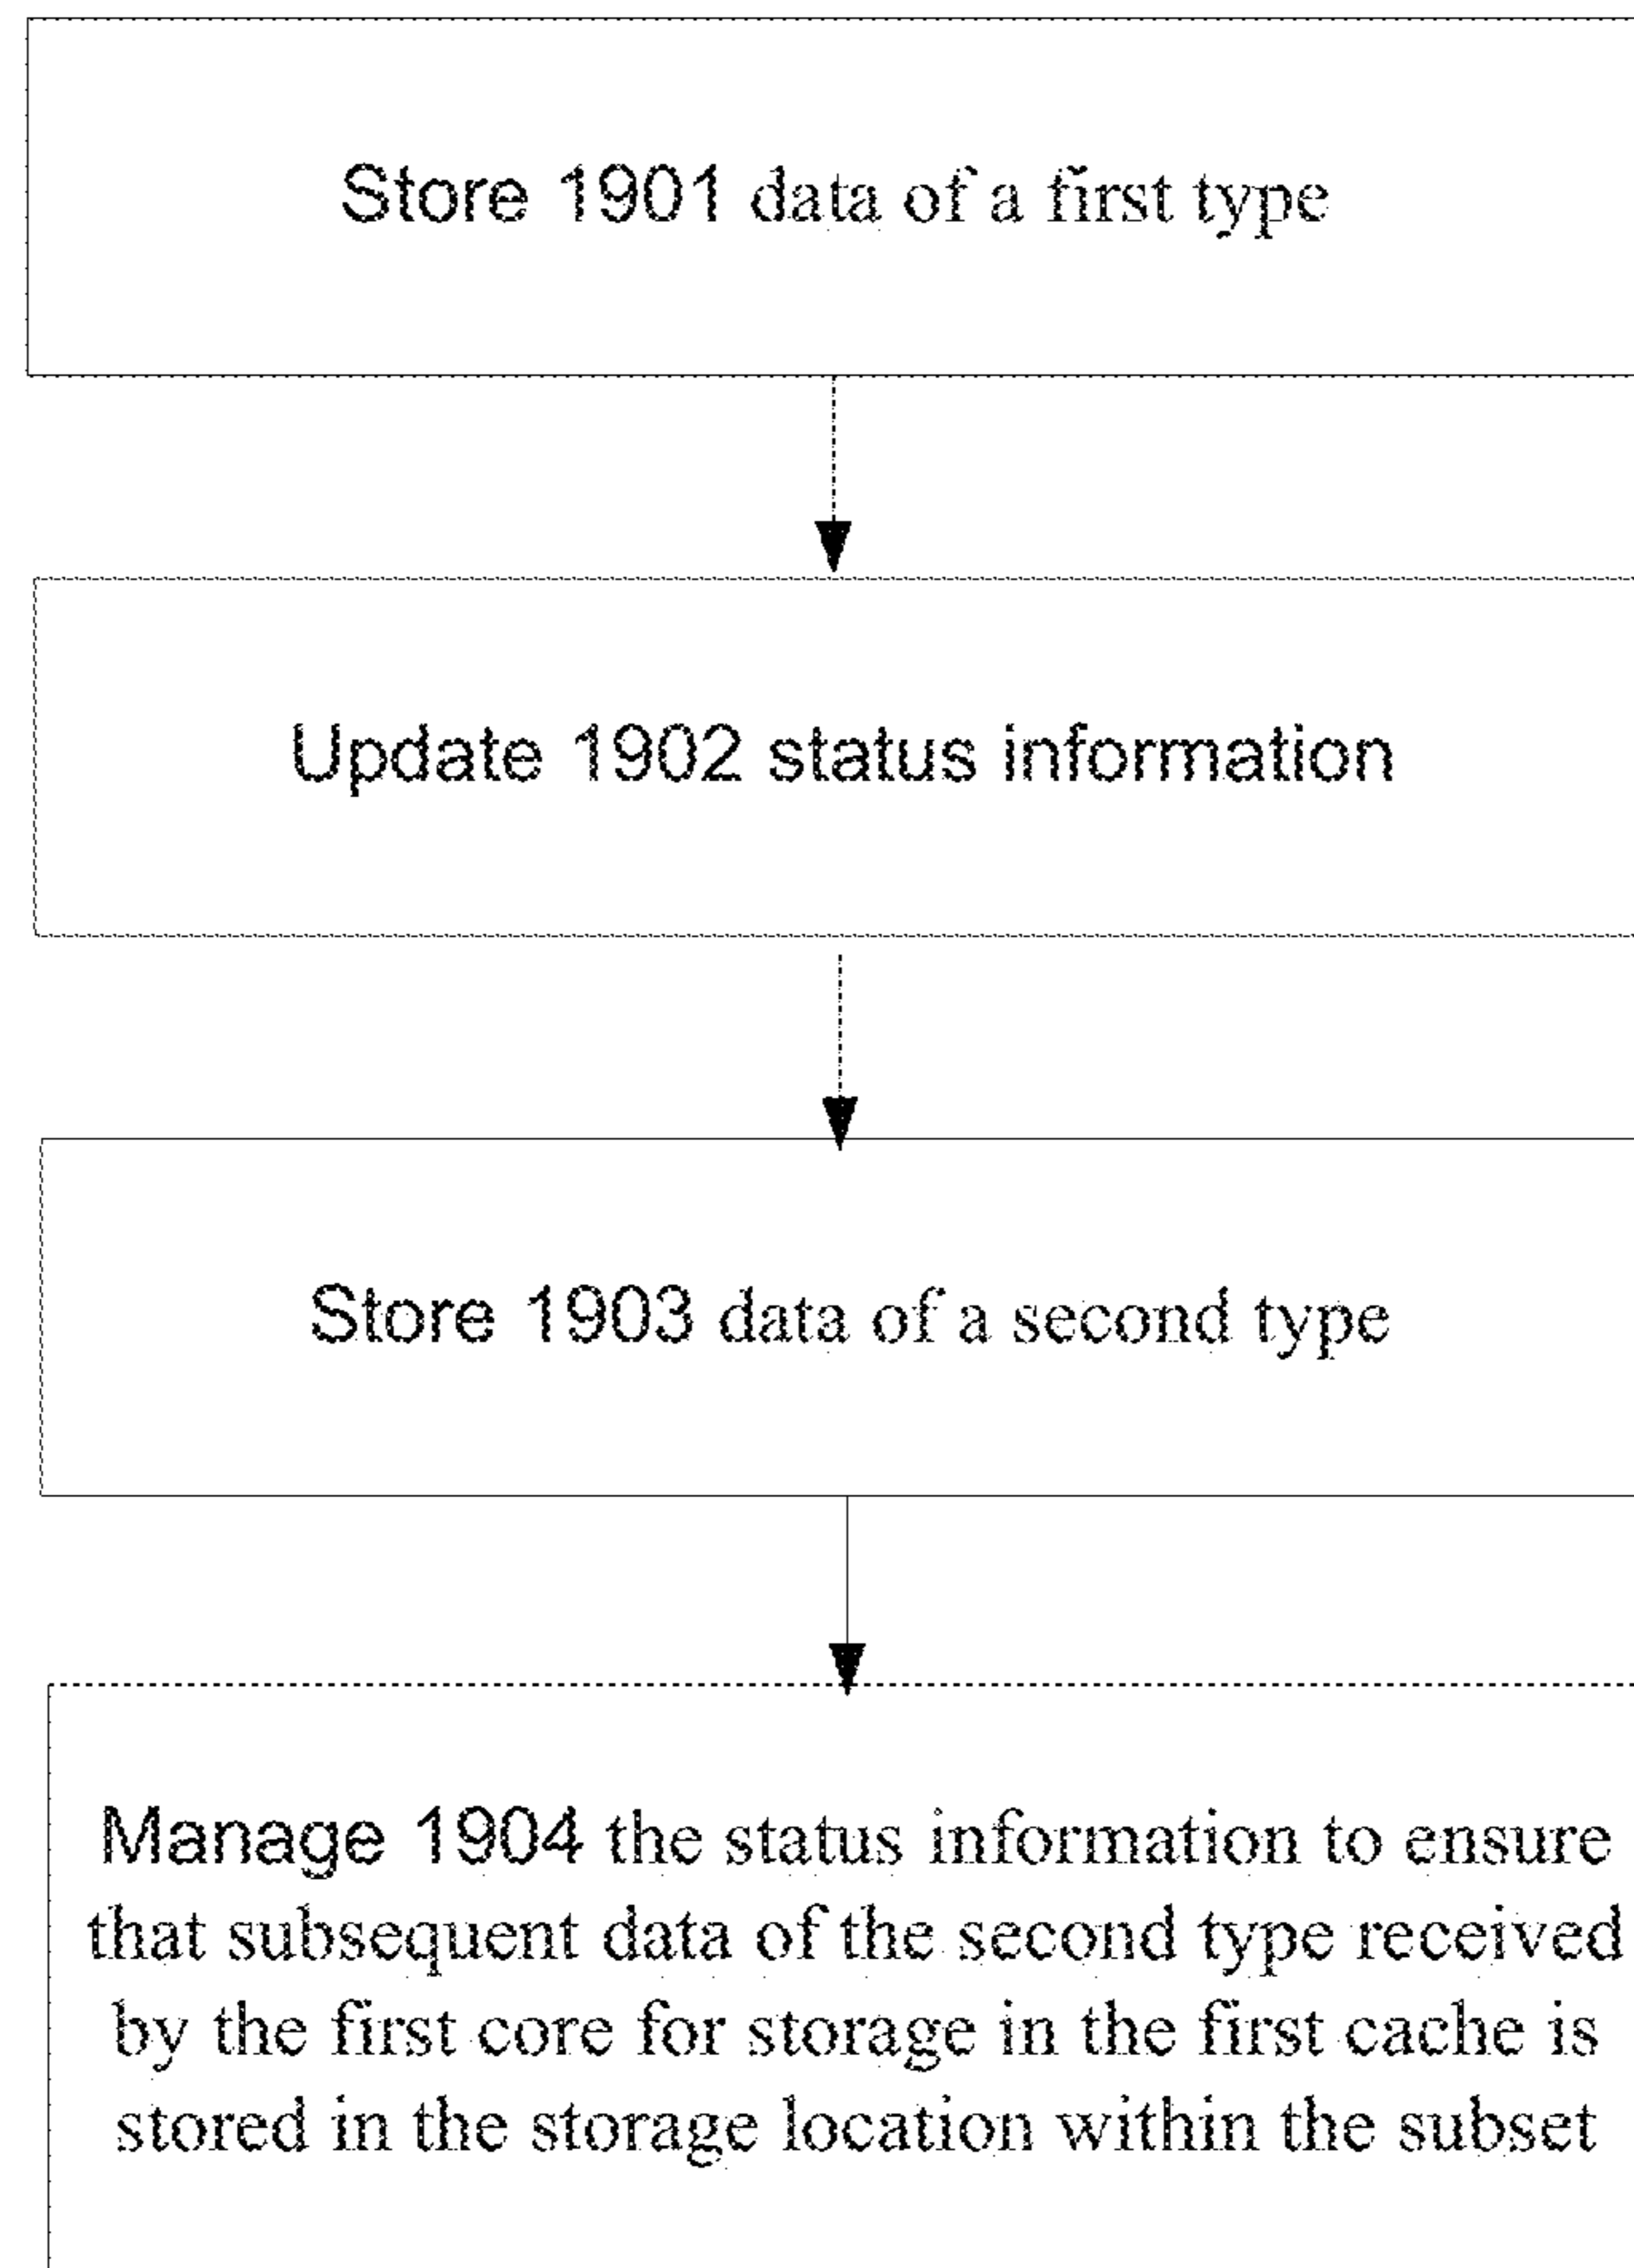 Store 1901 data of a first type
Update 1902 status information
Store 1903 data of a second type
Manage 1904 the status information to ensure
that subsequent data of the second type received
by the first core for storage in the first cache is
stored in the storage location within the subset